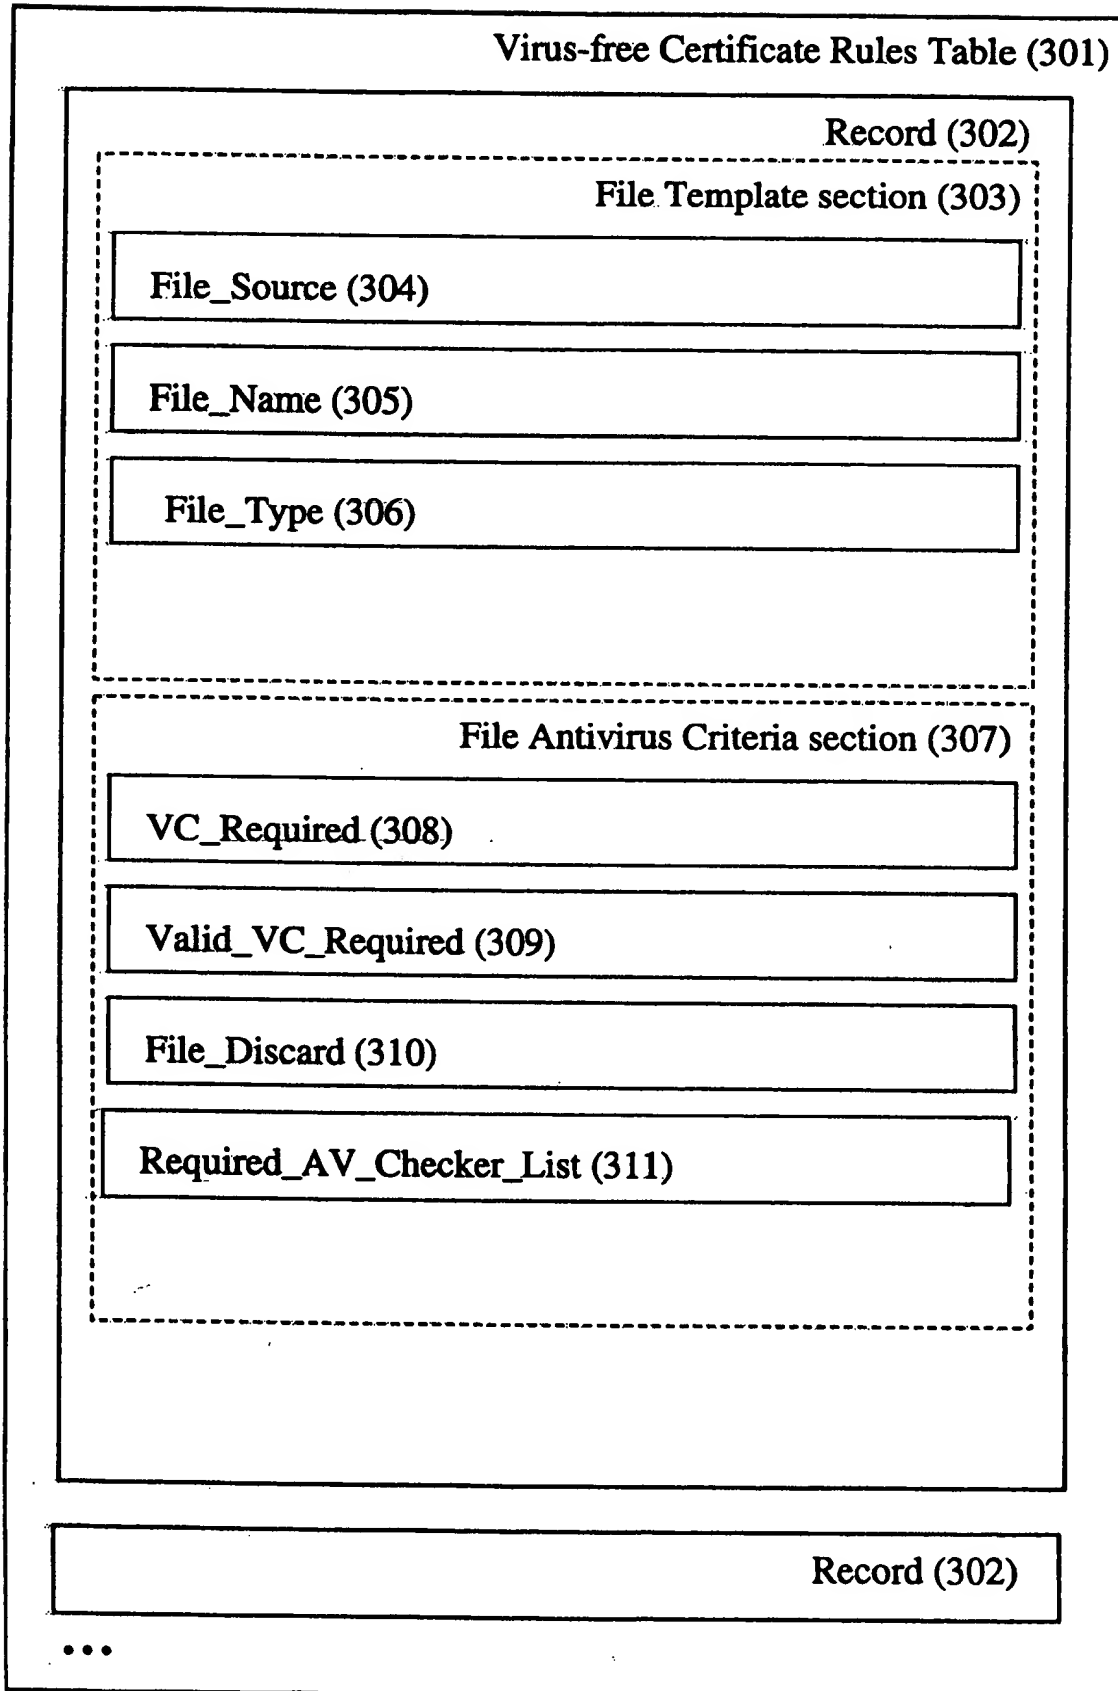 Virus-free Certificate Rules Table (301)
Record (302)
File Template section (303)
File_Source (304)
File_Name (305)
File_Type (306)
File Antivirus Criteria section (307)
VC_Required (308)
Valid_VC_Required (309)
File_Discard (310)
Required_AV_Checker_List (311)
Record (302)
•••